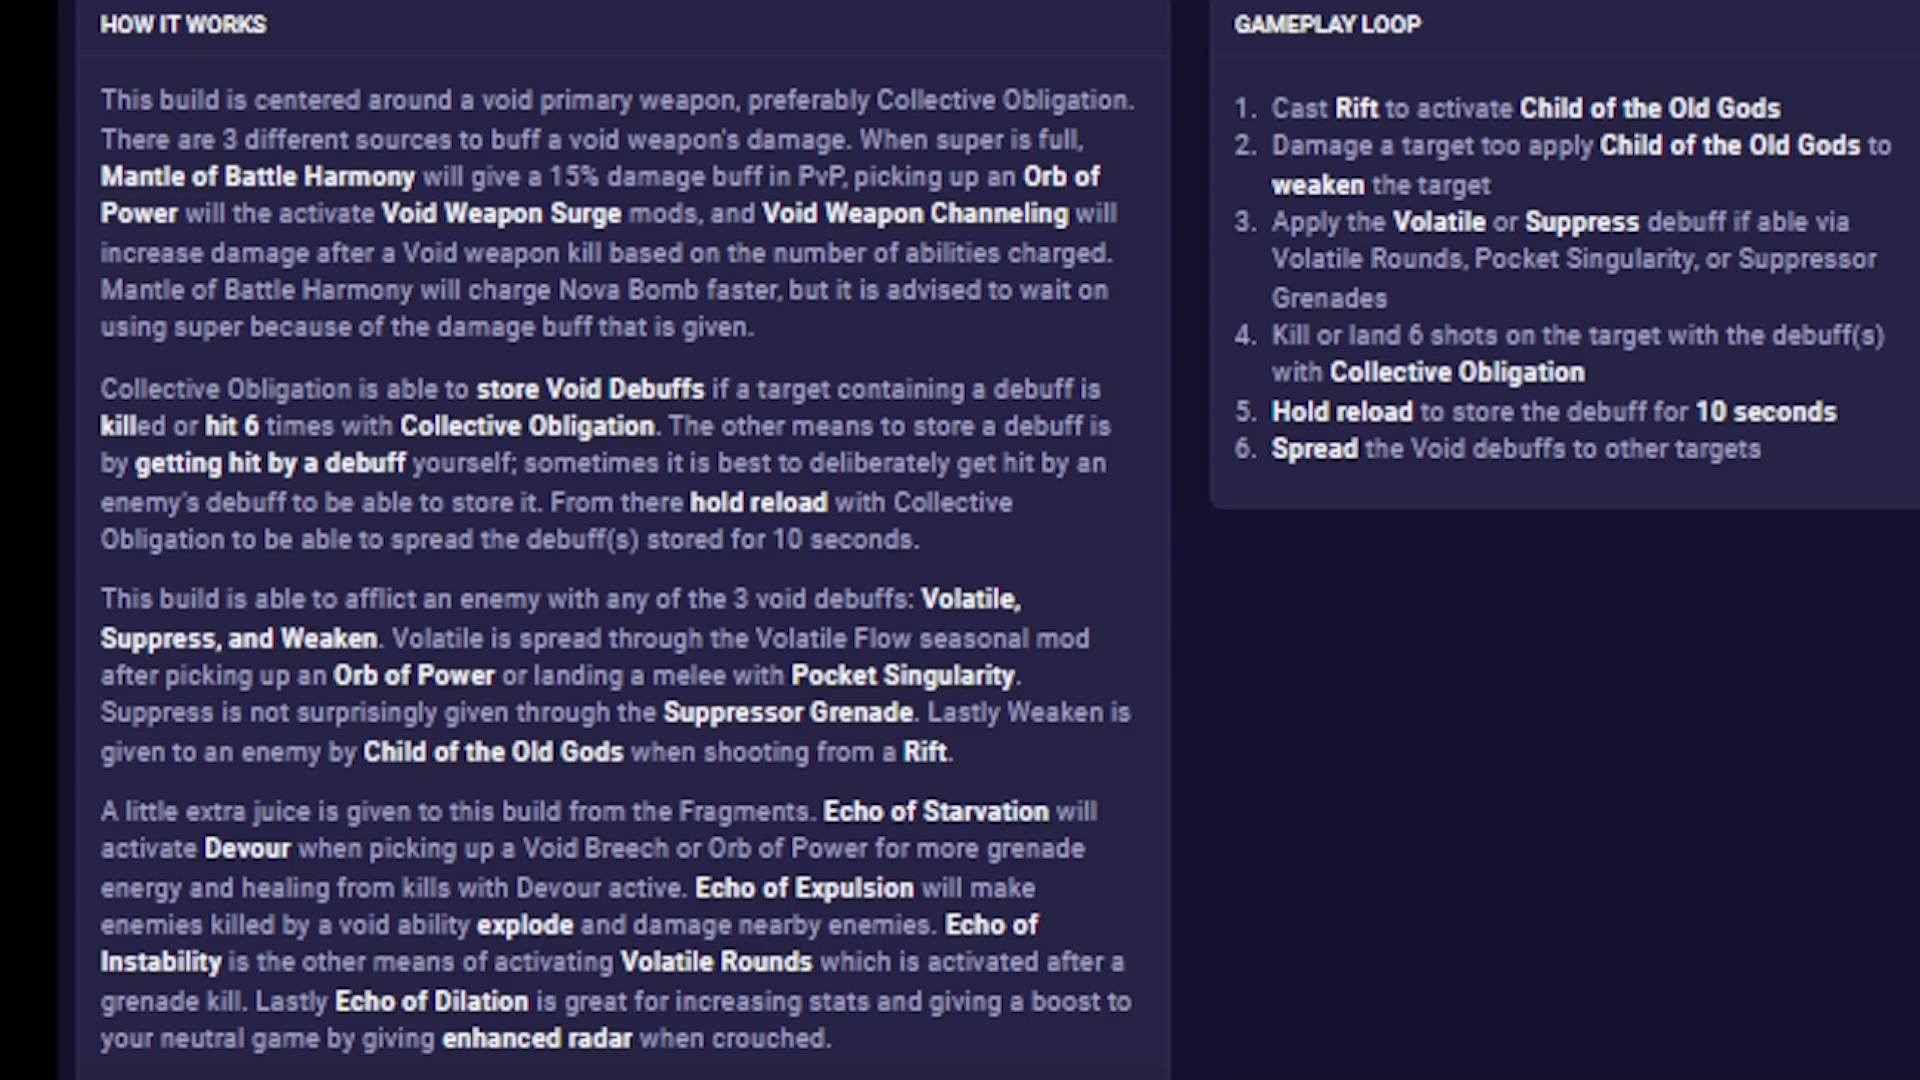 HOW IT WORKS
This build is centered around a void primary weapon, preferably Collective Obligation.
There are 3 different sources to buff a void weapon's damage. When super is full,
Mantle of Battle Harmony will give a 15% damage buff in PvP, picking up an Orb of
Power will the activate Void Weapon Surge mods, and Void Weapon Channeling will
increase damage after a Void weapon kill based on the number of abilities charged.
Mantle of Battle Harmony will charge Nova Bomb faster, but it is advised to wait on
using super because of the damage buff that is given.
Collective Obligation is able to store Void Debuffs if a target containing a debuff is
killed or hit 6 times with Collective Obligation. The other means to store a debuff is
by getting hit by a debuff yourself; sometimes it is best to deliberately get hit by an
enemy's debuff to be able to store it. From there hold reload with Collective
Obligation to be able to spread the debuff(s) stored for 10 seconds.
This build is able to afflict an enemy with any of the 3 void debuffs: Volatile,
Suppress, and Weaken. Volatile is spread through the Volatile Flow seasonal mod
after picking up an Orb of Power or landing a melee with Pocket Singularity.
Suppress is not surprisingly given through the Suppressor Grenade. Lastly Weaken is
given to an enemy by Child of the Old Gods when shooting from a Rift.
A little extra juice is given to this build from the Fragments. Echo of Starvation will
activate Devour when picking up a Void Breech or Orb of Power for more grenade
energy and healing from kills with Devour active. Echo of Expulsion will make
enemies killed by a void ability explode and damage nearby enemies. Echo of
Instability is the other means of activating Volatile Rounds which is activated after a
grenade kill. Lastly Echo of Dilation is great for increasing stats and giving a boost to
your neutral game by giving enhanced radar when crouched.
GAMEPLAY LOOP
1. Cast Rift to activate Child of the Old Gods
2. Damage a target too apply Child of the Old Gods to
weaken the target
3. Apply the Volatile or Suppress debuff if able via
Volatile Rounds, Pocket Singularity, or Suppressor
Grenades
4. Kill or land 6 shots on the target with the debuff(s)
with Collective Obligation
5. Hold reload to store the debuff for 10 seconds
6. Spread the Void debuffs to other targets